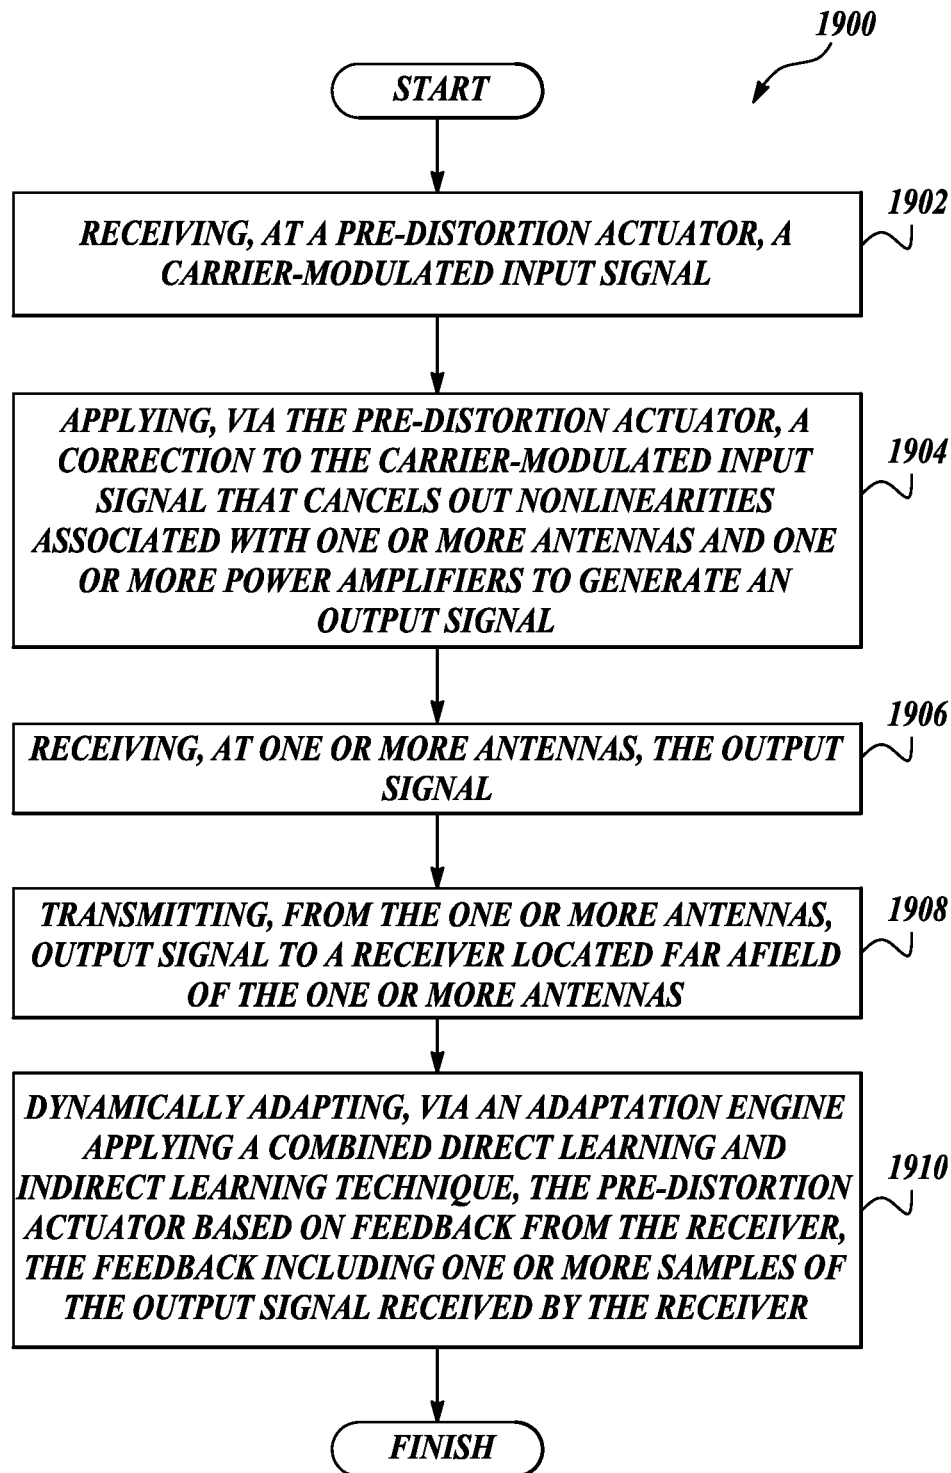 1900
START
1902
RECEIVING, AT A PRE-DISTORTION ACTUATOR, A
CARRIER-MODULATED INPUT SIGNAL
APPLYING, VIA THE PRE-DISTORTION ACTUATOR, A
CORRECTION TO THE CARRIER-MODULATED INPUT
SIGNAL THAT CANCELS OUT NONLINEARITIES
ASSOCIATED WITH ONE OR MORE ANTENNAS AND ONE
OR MORE POWER AMPLIFIERS TO GENERATE AN
OUTPUT SIGNAL
1904
RECEIVING, AT ONE OR MORE ANTENNAS, THE OUTPUT
SIGNAL
1906
TRANSMITTING, FROM THE ONE OR MORE ANTENNAS,
OUTPUT SIGNAL TO A RECEIVER LOCATED FAR AFIELD
OF THE ONE OR MORE ANTENNAS
1908
DYNAMICALLY ADAPTING, VIA AN ADAPTATION ENGINE
APPLYING A COMBINED DIRECT LEARNING AND
INDIRECT LEARNING TECHNIQUE, THE PRE-DISTORTION
ACTUATOR BASED ON FEEDBACK FROM THE RECEIVER,
THE FEEDBACK INCLUDING ONE OR MORE SAMPLES OF
THE OUTPUT SIGNAL RECEIVED BY THE RECEIVER
1910
FINISH